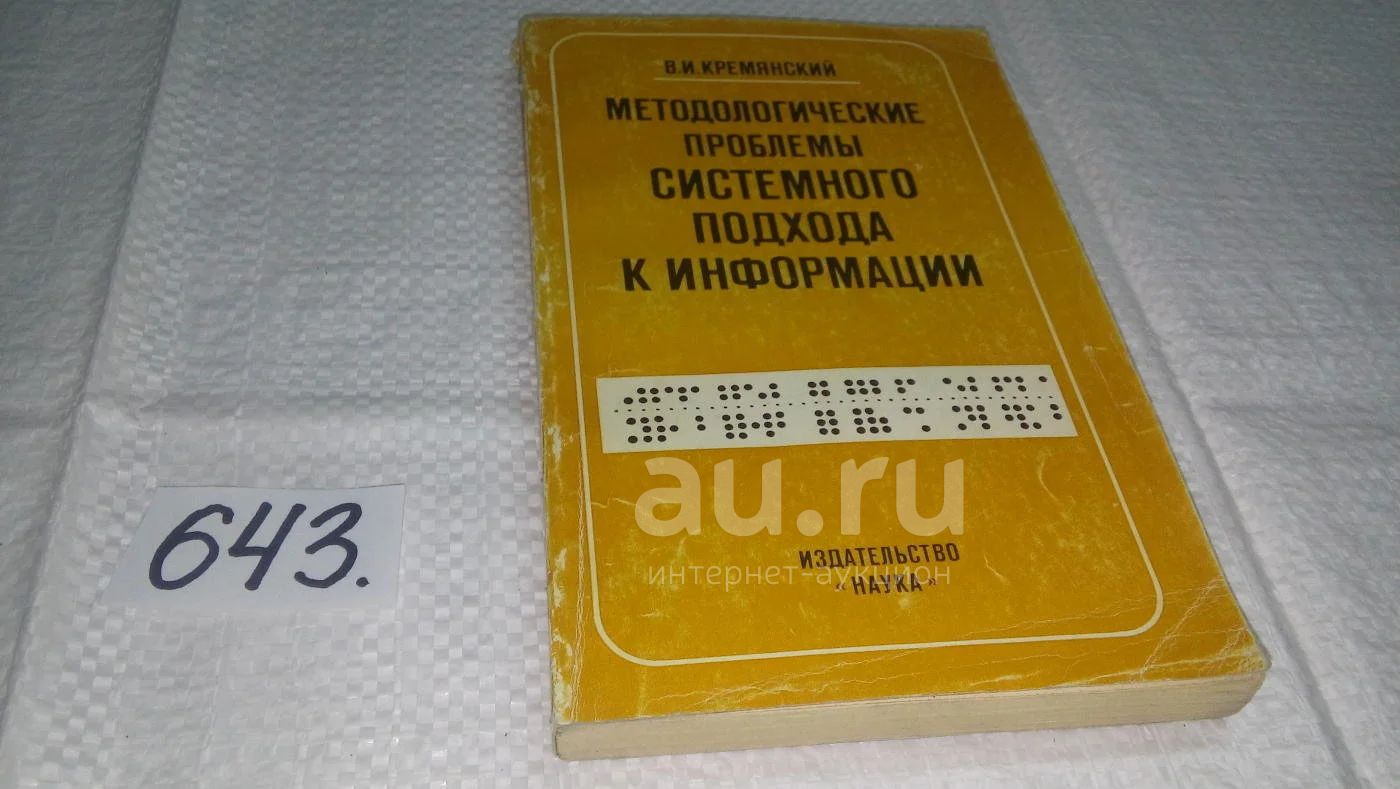 В.И.КРЕМЯНСКИЙ
МЕТОДОЛОГИЧЕСКИЕ
ПРОБЛЕМЫ
СИСТЕМНОГО
ПОДХОДА
К ИНФОРМАЦИИ
au.ru
интернет-аукцион
ИЗДАТЕЛЬСТВО
«НАУКА»
643.